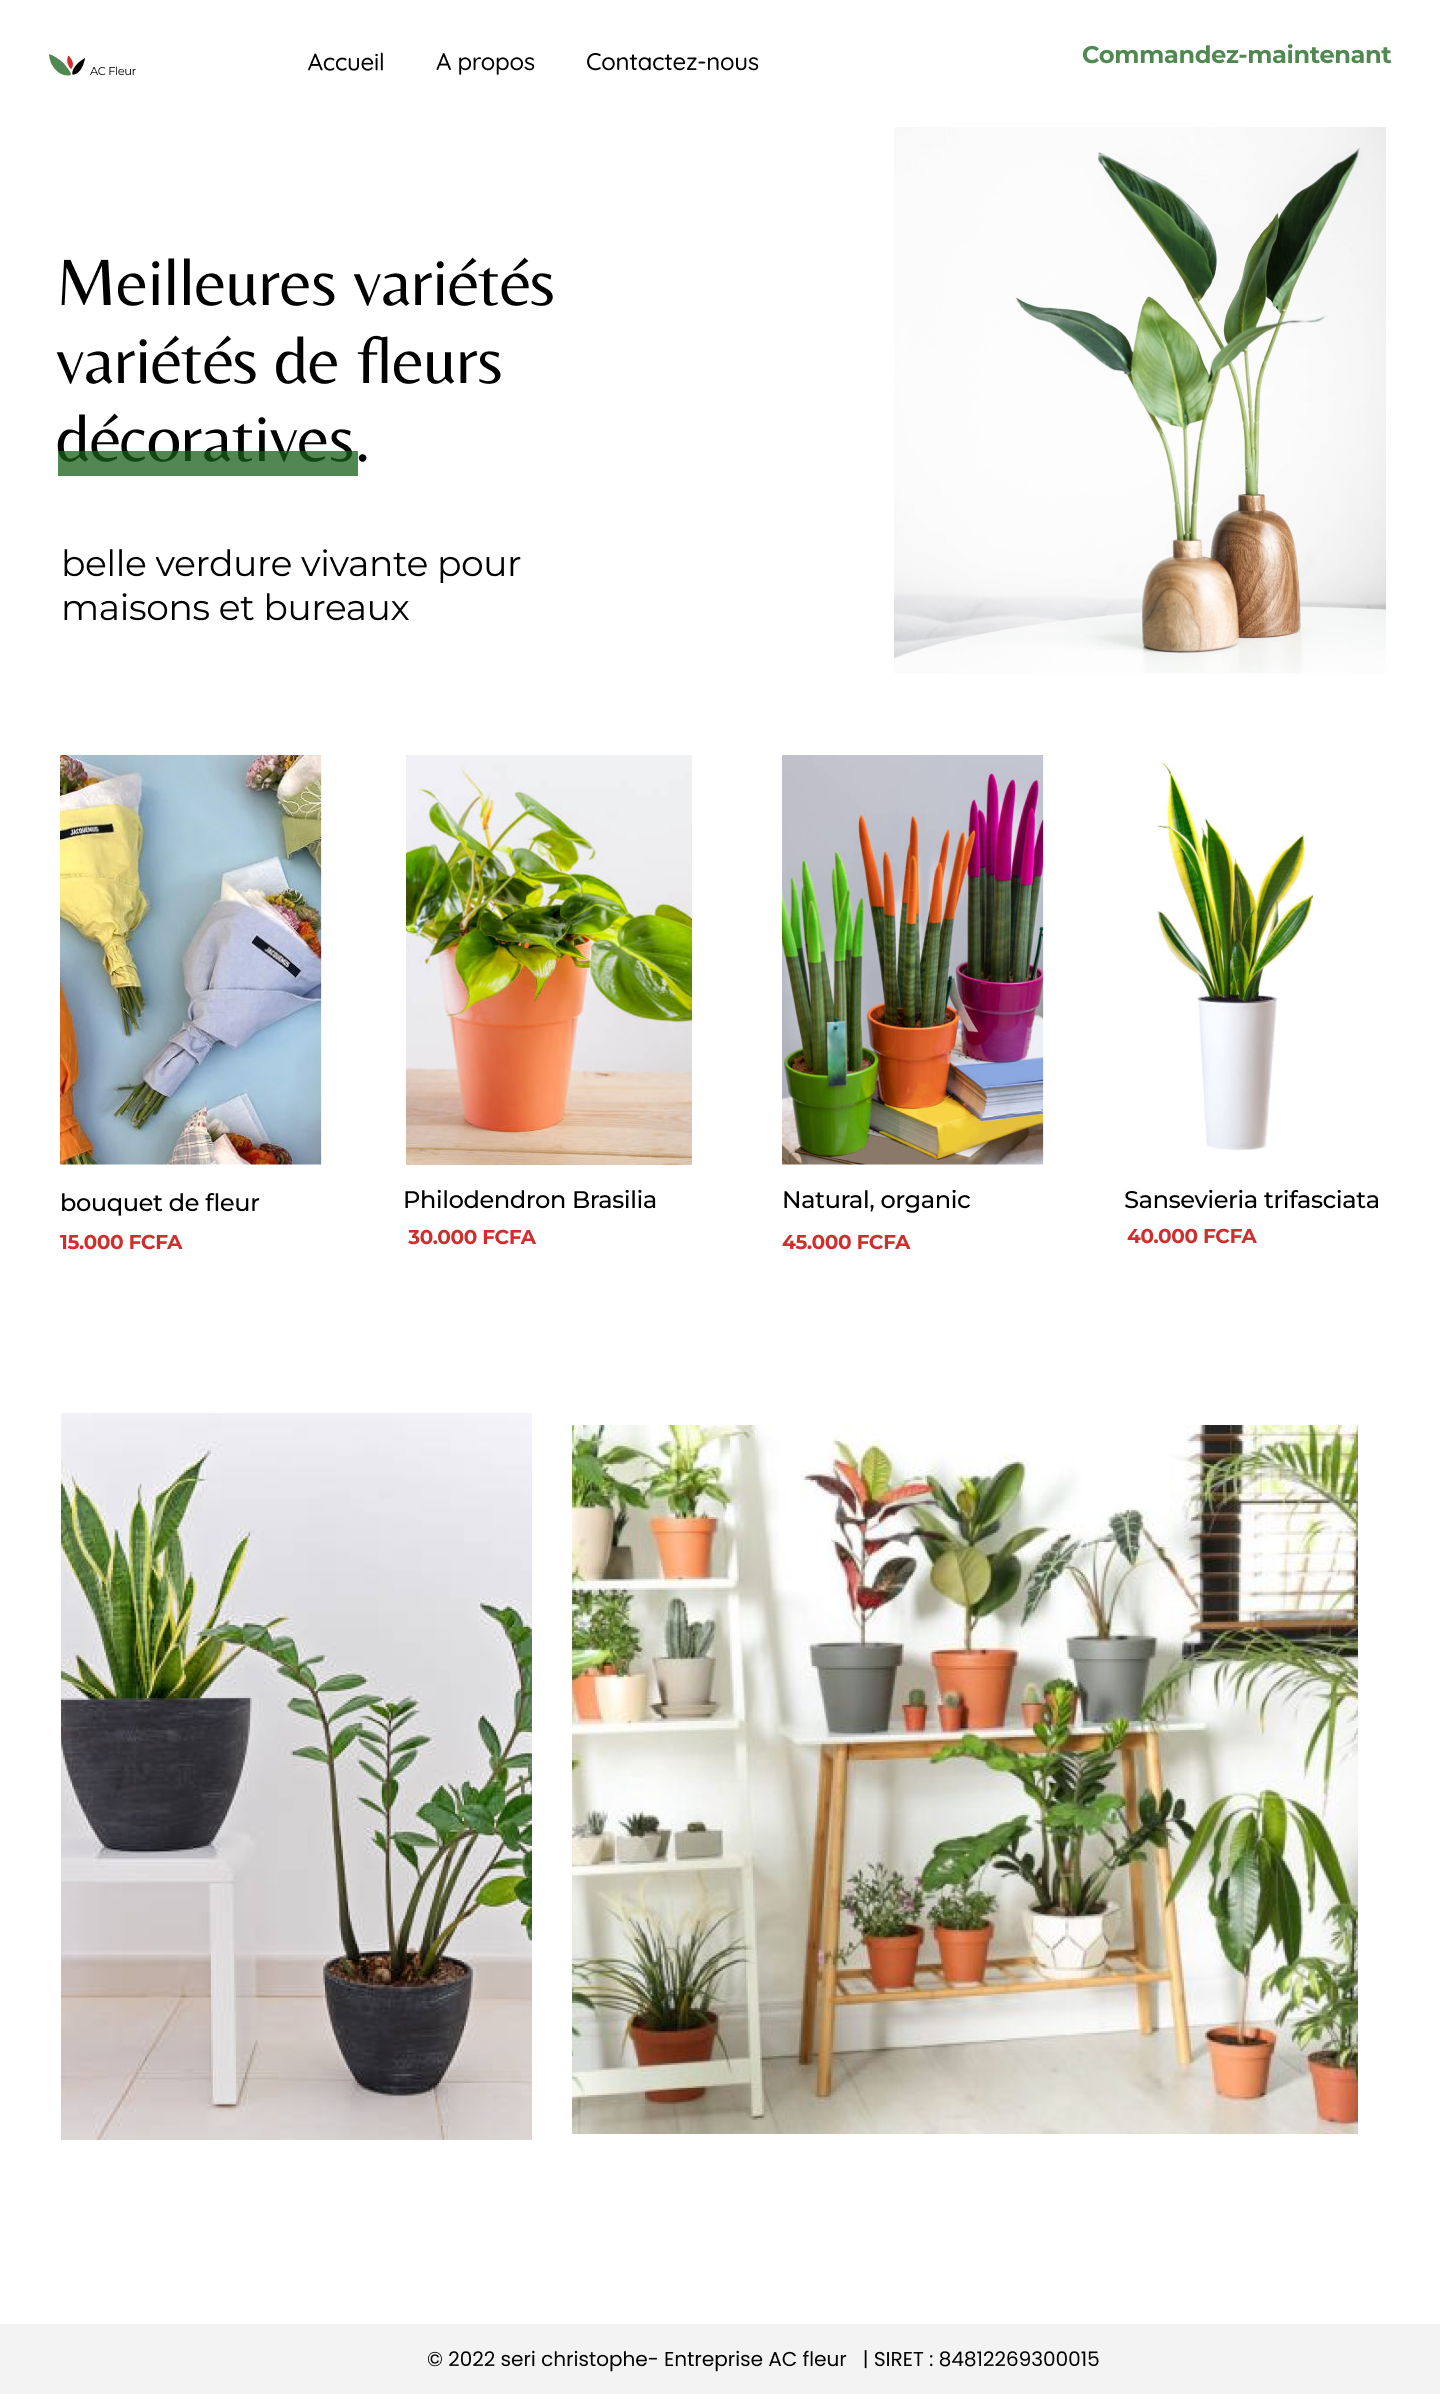 AC Fleur
Accueil
A propos
Contactez-nous
Commandez-maintenant
Meilleures variétés
variétés de fleurs
décoratives.
belle verdure vivante pour
maisons et bureaux
JACQUEMUS
JACQUEMUS
bouquet de fleur
15.000 FCFA
Philodendron Brasilia
30.000 FCFA
Natural, organic
45.000 FCFA
Sansevieria trifasciata
40.000 FCFA
© 2022 seri christophe- Entreprise AC fleur | SIRET : 84812269300015